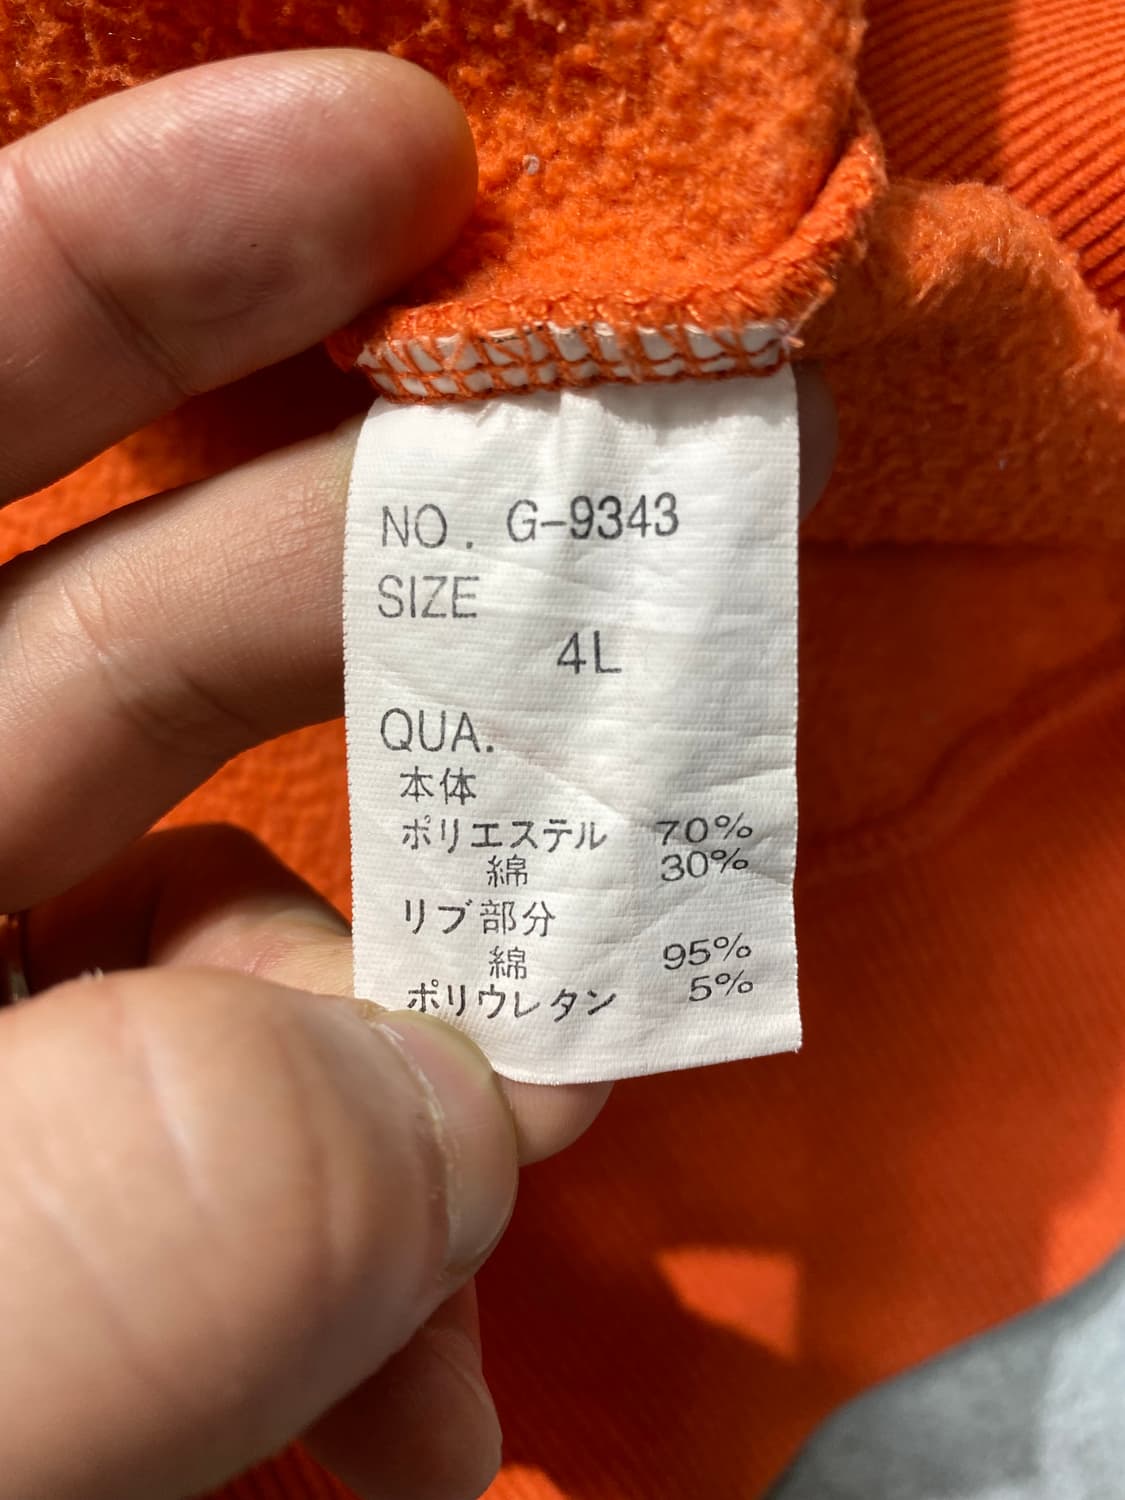 NO. G-9343
SIZE
4L
QUA.
本体
ポリエステル 70%
綿 30%
リブ部分
綿 95%
ポリウレタン 5%